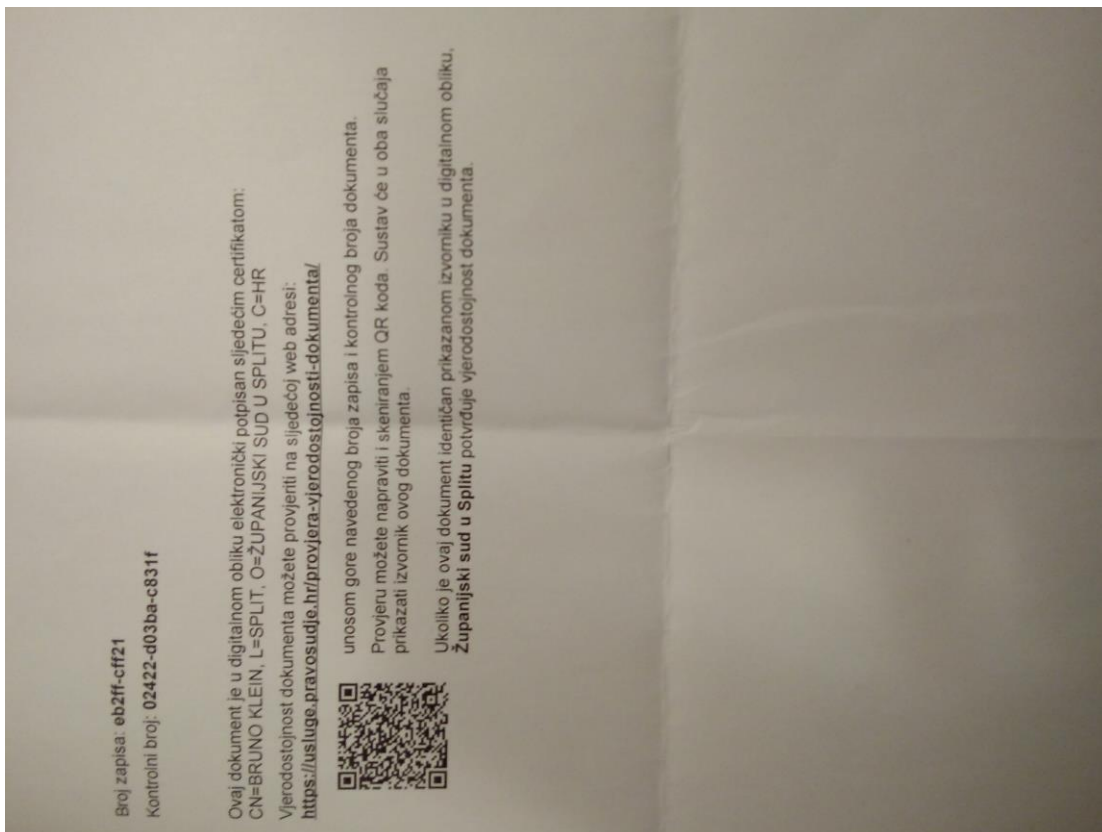 Broj zapisa: eb2ff-cff21
Kontrolni broj: 02422-d03ba-c831f
Ovaj dokument je u digitalnom obliku elektronički potpisan sljedećim certifikatom:
CN=BRUNO KLEIN, L=SPLIT, O=ŽUPANIJSKI SUD U SPLITU, C=HR
Vjerodostojnost dokumenta možete provjeriti na sljedećoj web adresi:
https://usluge.pravosudje.hr/provjera-vjerodostojnosti-dokumenta/
unosom gore navedenog broja zapisa i kontrolnog broja dokumenta.
Provjeru možete napraviti i skeniranjem QR koda. Sustav će u oba slučaja
prikazati izvornik ovog dokumenta.
Ukoliko je ovaj dokument identičan prikazanom izvorniku u digitalnom obliku,
Županijski sud u Splitu potvrđuje vjerodostojnost dokumenta.